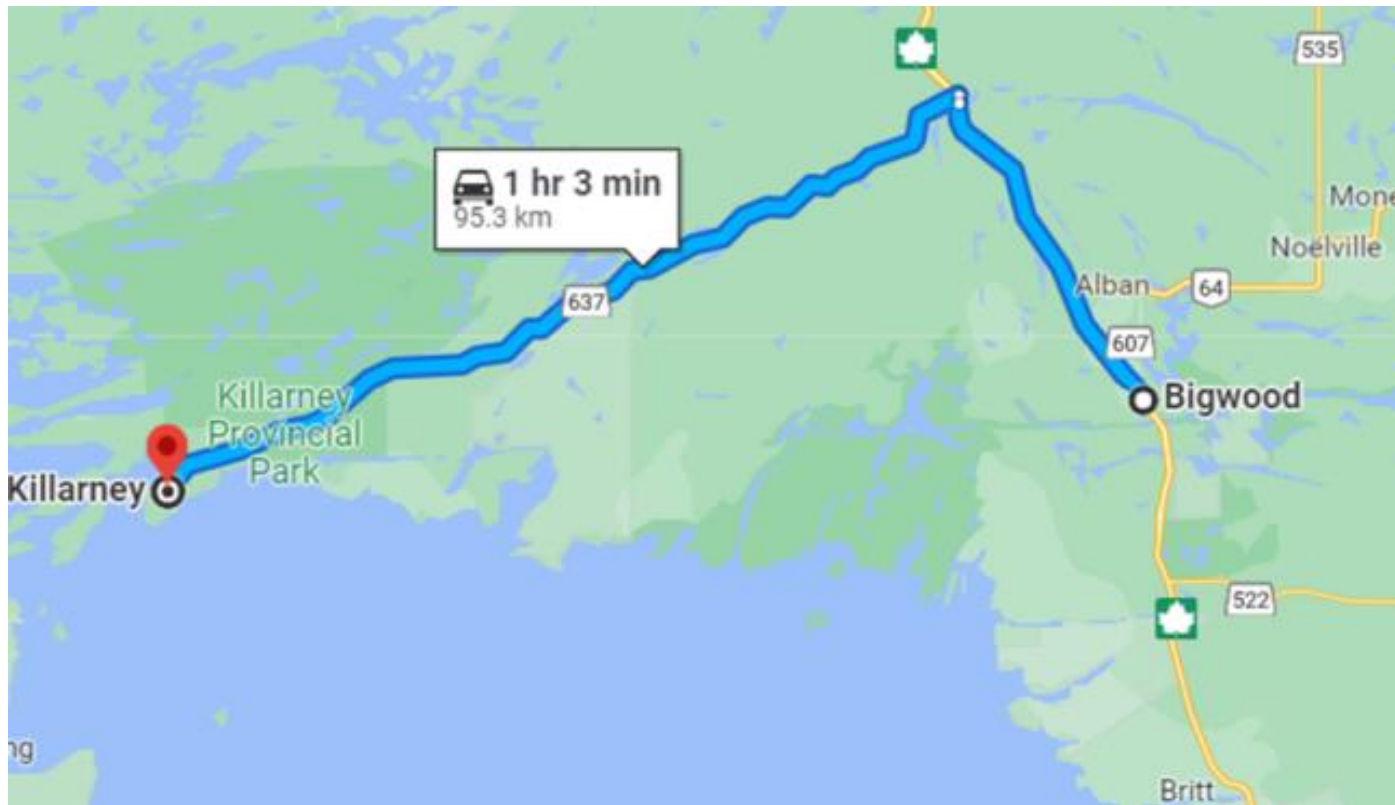 535
1 hr 3 min
95.3 km
Mone
Noelville
Alban
64
637
607
Killarney
Provincial
Park
Bigwood
Killarney
522
ng
Britt